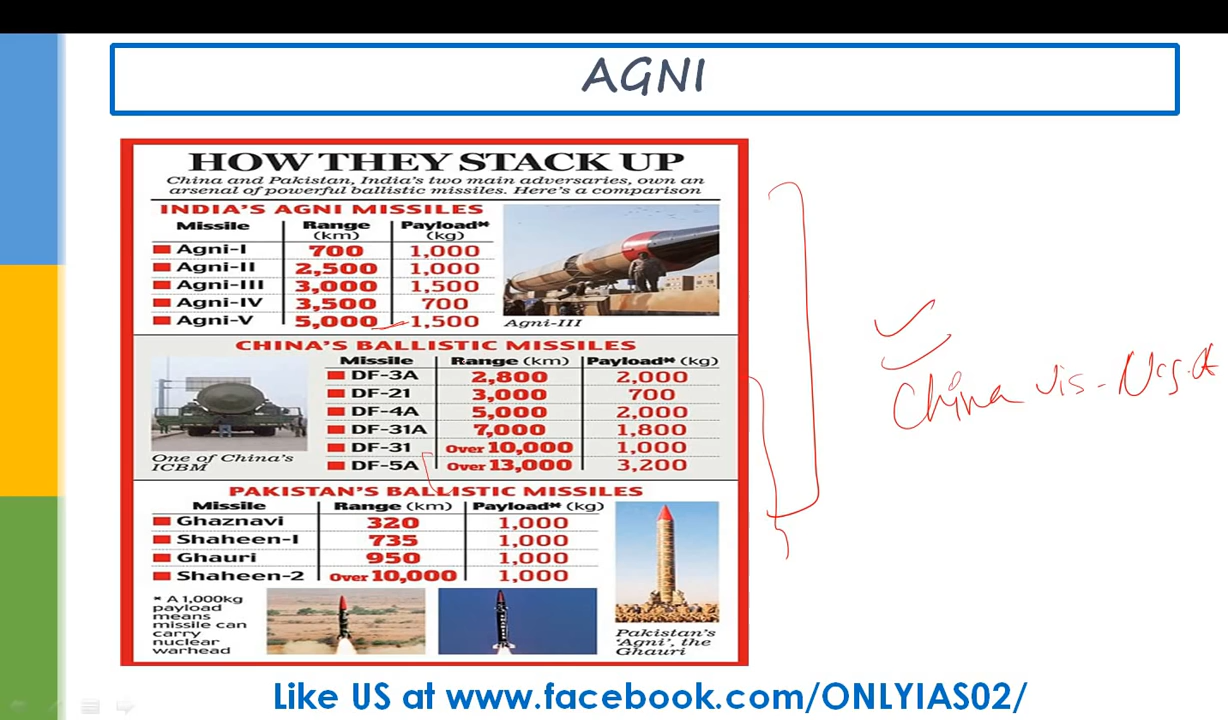 AGNI
HOW THEY STACK UP
China and Pakistan, India's two main adversaries, own an
arsenal of powerful ballistic missiles. Here's a comparison
INDIA'S AGNI MISSILES
Missile Range (km) Payload* (kg)
Agni-I 700 1,000
Agni-II 2,500 1,000
Agni-III 3,000 1,500
Agni-IV 3,500 700
Agni-V 5,000 1,500
Agni-III
CHINA'S BALLISTIC MISSILES
Missile Range (km) Payload* (kg)
DF-3A 2,800 2,000
DF-21 3,000 700
DF-4A 5,000 2,000
DF-31A 7,000 1,800
DF-31 Over 10,000 1,000
DF-5A Over 13,000 3,200
One of China's
ICBM
PAKISTAN'S BALLISTIC MISSILES
Missile Range (km) Payload* (kg)
Ghaznavi 320 1,000
Shaheen-I 735 1,000
Ghauri 950 1,000
Shaheen-2 Over 10,000 1,000
* A 1,000kg
payload
means
missile can
carry
nuclear
warhead
Pakistan's
'Agni', the
Ghauri
China vis-
Like US at www.facebook.com/ONLYIAS02/